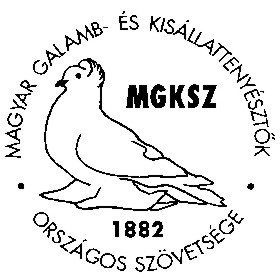 MAGYAR GALAMB- ÉS KISÁLLATTENYÉSZTŐK
MGKSZ
1882
ORSZÁGOS SZÖVETSÉGE